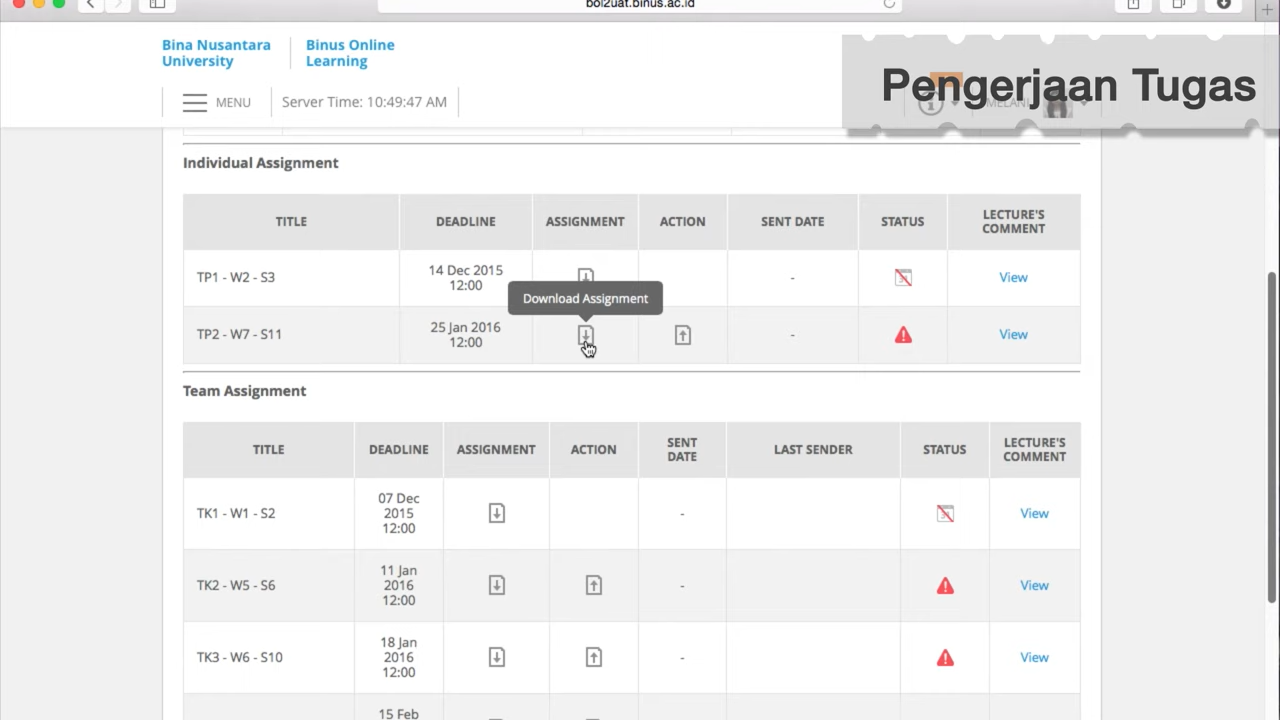 bol2uat.binus.ac.id
Bina Nusantara
University
Binus Online
Learning
Pengerjaan Tugas
MENU
Server Time: 10:49:47 AM
MELANI
Individual Assignment
TITLE
DEADLINE
ASSIGNMENT
ACTION
SENT DATE
STATUS
LECTURE'S
COMMENT
TP1 - W2 - S3
14 Dec 2015
12:00
-
View
Download Assignment
TP2 - W7 - S11
25 Jan 2016
12:00
-
View
Team Assignment
TITLE
DEADLINE
ASSIGNMENT
ACTION
SENT
DATE
LAST SENDER
STATUS
LECTURE'S
COMMENT
TK1 - W1 - S2
07 Dec
2015
12:00
-
View
TK2 - W5 - S6
11 Jan
2016
12:00
-
View
TK3 - W6 - S10
18 Jan
2016
12:00
-
View
15 Feb